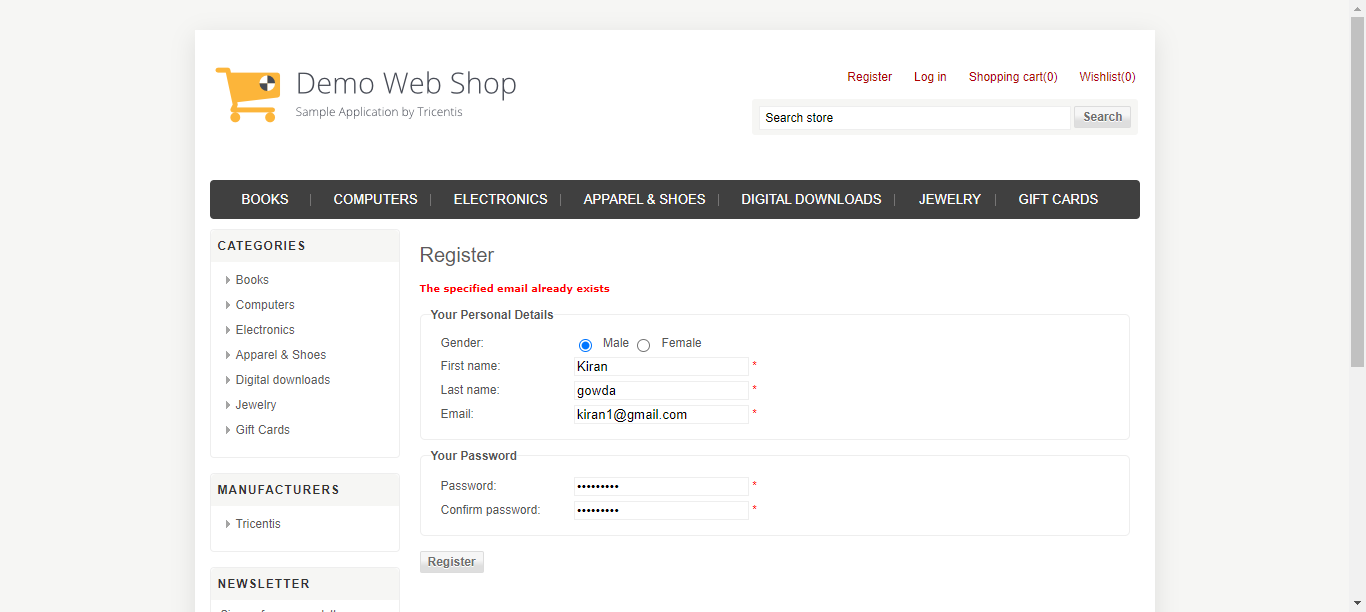 Demo Web Shop
Sample Application by Tricentis
Register Log in Shopping cart(0) Wishlist(0)
Search store Search
BOOKS COMPUTERS ELECTRONICS APPAREL & SHOES DIGITAL DOWNLOADS JEWELRY GIFT CARDS
CATEGORIES
Books
Computers
Electronics
Apparel & Shoes
Digital downloads
Jewelry
Gift Cards
MANUFACTURERS
Tricentis
NEWSLETTER
Register
The specified email already exists
Your Personal Details
Gender: Male Female
First name: Kiran *
Last name: gowda *
Email: kiran1@gmail.com *
Your Password
Password: ••••••••• *
Confirm password: ••••••••• *
Register